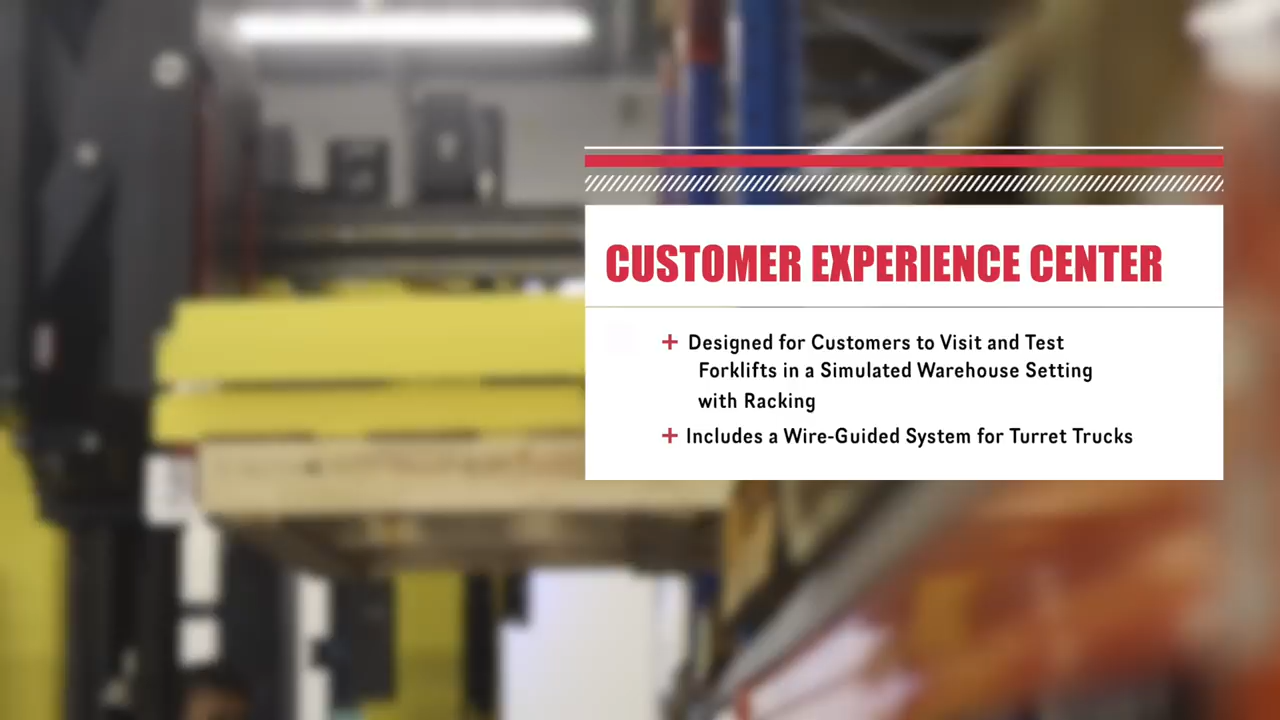 CUSTOMER EXPERIENCE CENTER
+ Designed for Customers to Visit and Test
Forklifts in a Simulated Warehouse Setting
with Racking
+ Includes a Wire-Guided System for Turret Trucks